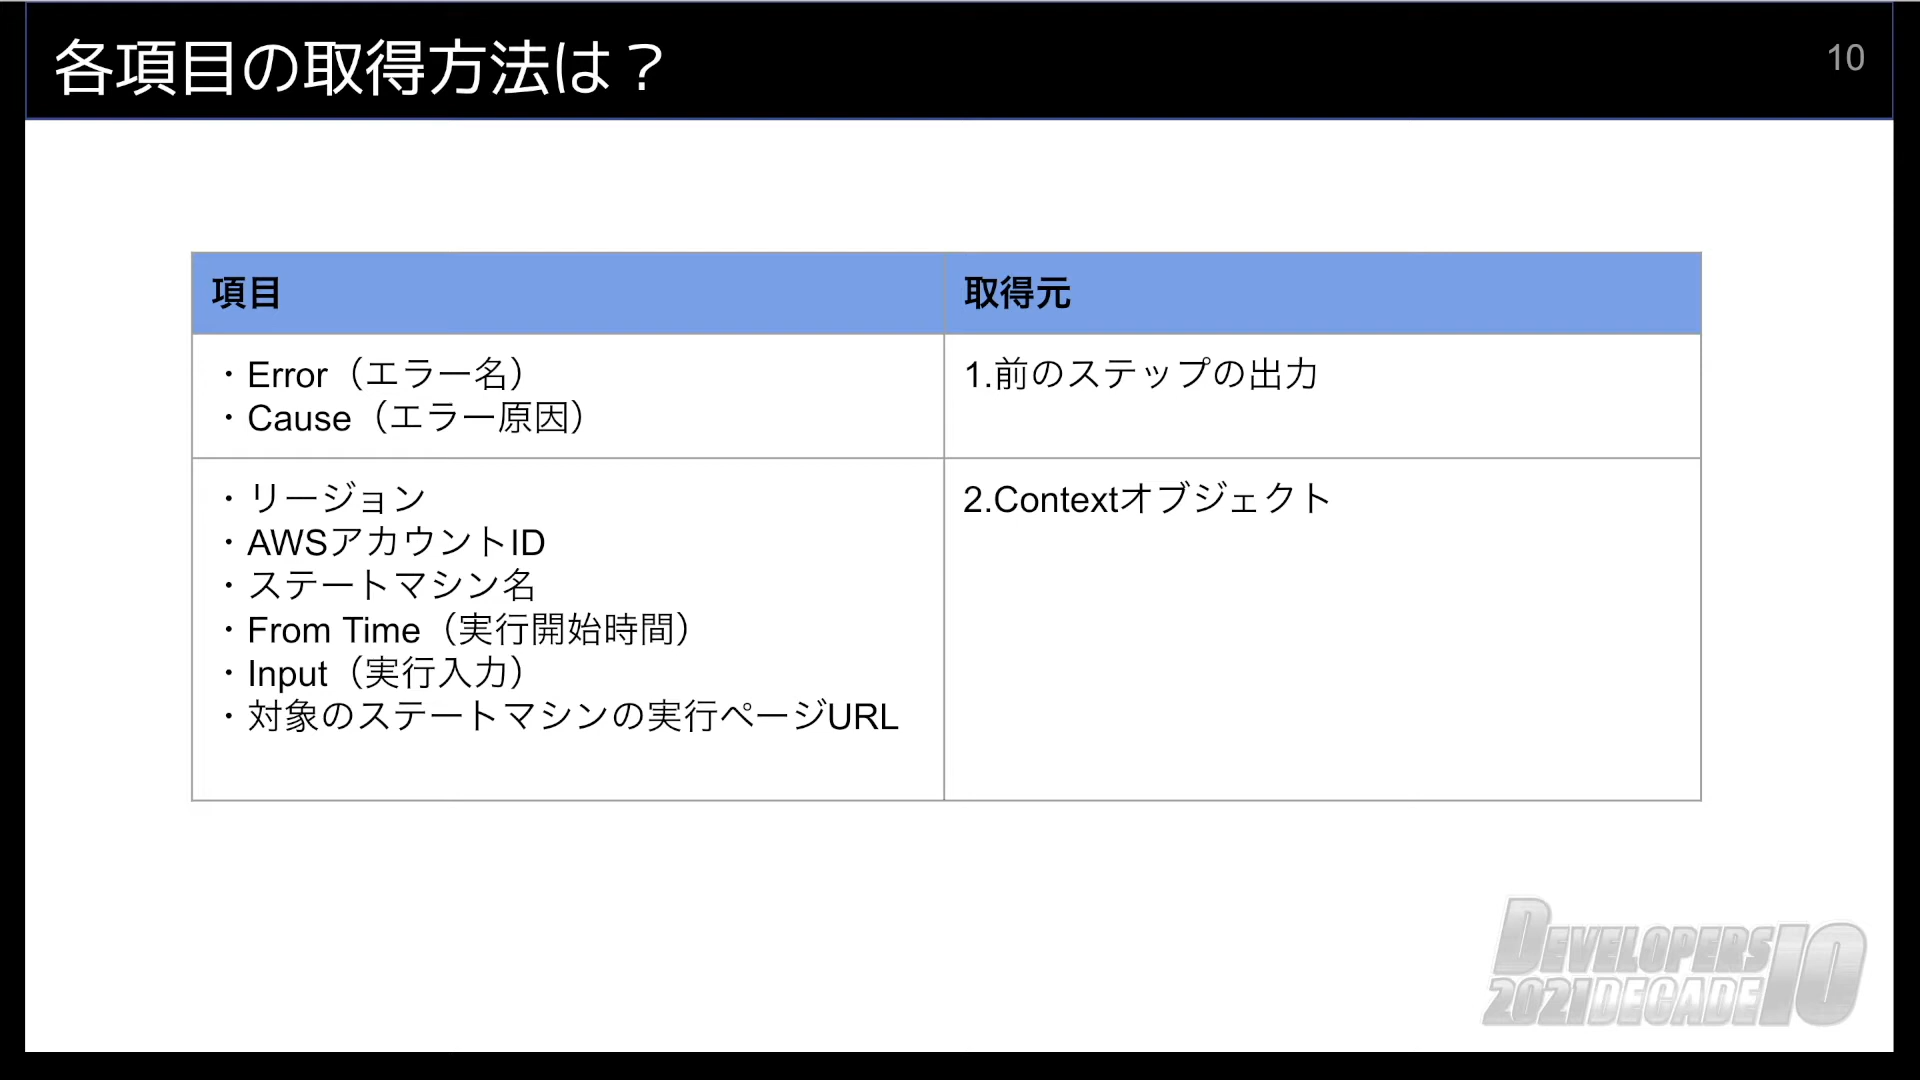 各項目の取得方法は？
10
項目
取得元
・Error（エラー名）
・Cause（エラー原因）
1.前のステップの出力
・リージョン
・AWSアカウントID
・ステートマシン名
・From Time（実行開始時間）
・Input（実行入力）
・対象のステートマシンの実行ページURL
2.Contextオブジェクト
DEVELOPERS
2021 DECADE 10